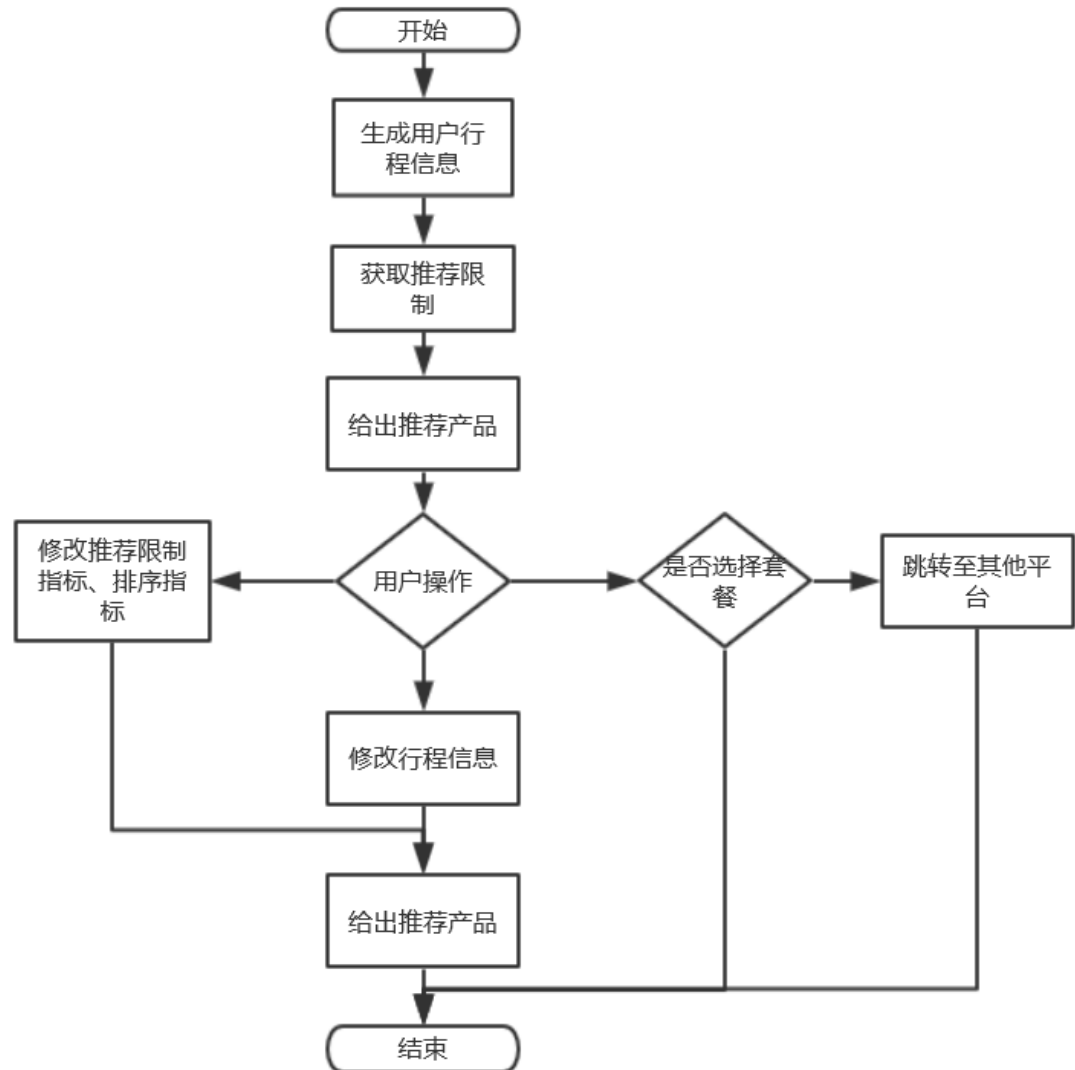 开始
生成用户行
程信息
获取推荐限
制
给出推荐产品
修改推荐限制
指标、排序指
标
用户操作
是否选择套
餐
跳转至其他平
台
修改行程信息
给出推荐产品
结束